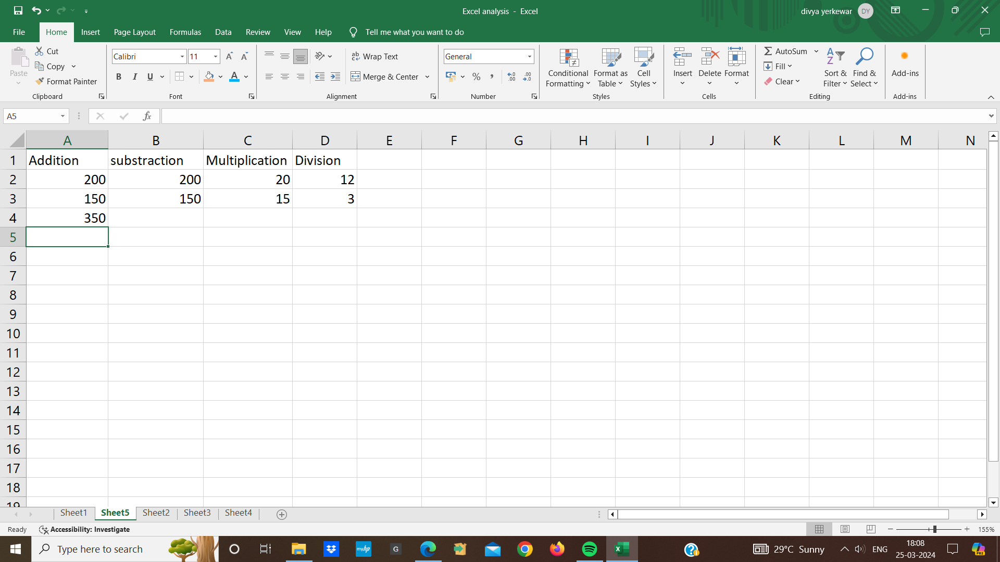 Excel analysis - Excel
divya yerkewar DY
File Home Insert Page Layout Formulas Data Review View Help Tell me what you want to do
Paste
Cut
Copy
Format Painter
Clipboard
Calibri 11 A A
B I U A
Font
ab Wrap Text
Merge & Center
Alignment
General
% ,
Number
Conditional Formatting
Format as Table
Cell Styles
Styles
Insert Delete Format
Cells
AutoSum
Fill
Clear
Sort & Filter
Find & Select
Editing
Add-ins
Add-ins
A5 fx
A B C D E F G H I J K L M N
1 Addition substraction Multiplication Division
2 200 200 20 12
3 150 150 15 3
4 350
5
6
7
8
9
10
11
12
13
14
15
16
17
18
19
Sheet1 Sheet5 Sheet2 Sheet3 Sheet4
Ready Accessibility: Investigate 155%
Type here to search myhp G 29°C Sunny ENG 18:08
25-03-2024 PRE